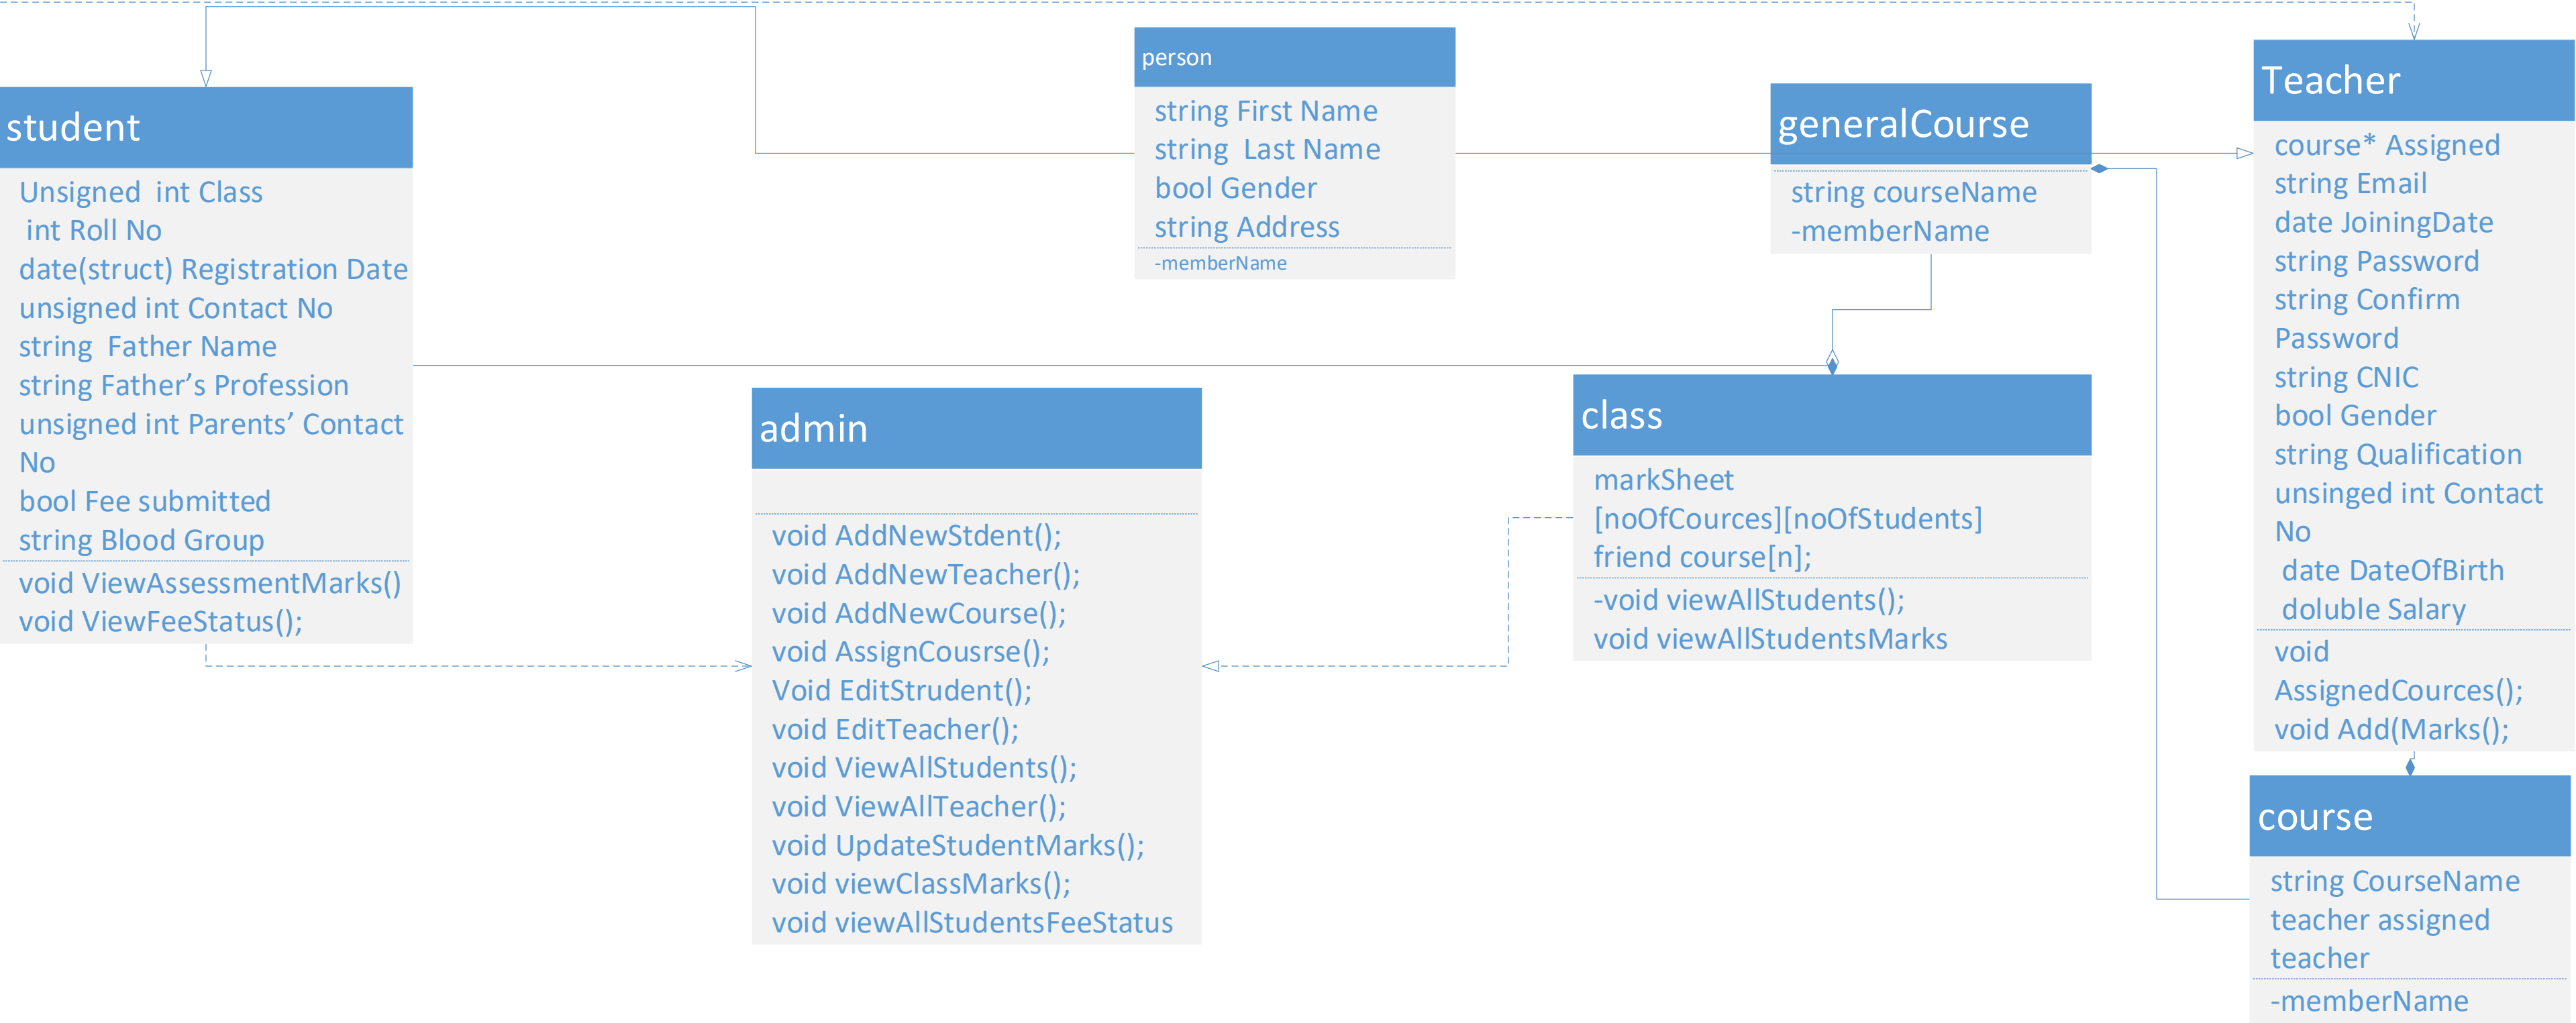 student
Unsigned  int Class
int Roll No
date(struct) Registration Date
unsigned int Contact No
string  Father Name
string Father’s Profession
unsigned int Parents’ Contact
No
bool Fee submitted
string Blood Group
void ViewAssessmentMarks()
void ViewFeeStatus();
person
string First Name
string  Last Name
bool Gender
string Address
-memberName
admin
void AddNewStdent();
void AddNewTeacher();
void AddNewCourse();
void AssignCousrse();
Void EditStrudent();
void EditTeacher();
void ViewAllStudents();
void ViewAllTeacher();
void UpdateStudentMarks();
void viewClassMarks();
void viewAllStudentsFeeStatus
generalCourse
string courseName
-memberName
class
markSheet
[noOfCources][noOfStudents]
friend course[n];
-void viewAllStudents();
void viewAllStudentsMarks
Teacher
course* Assigned
string Email
date JoiningDate
string Password
string Confirm
Password
string CNIC
bool Gender
string Qualification
unsinged int Contact
No
date DateOfBirth
doluble Salary
void
AssignedCources();
void Add(Marks();
course
string CourseName
teacher assigned
teacher
-memberName